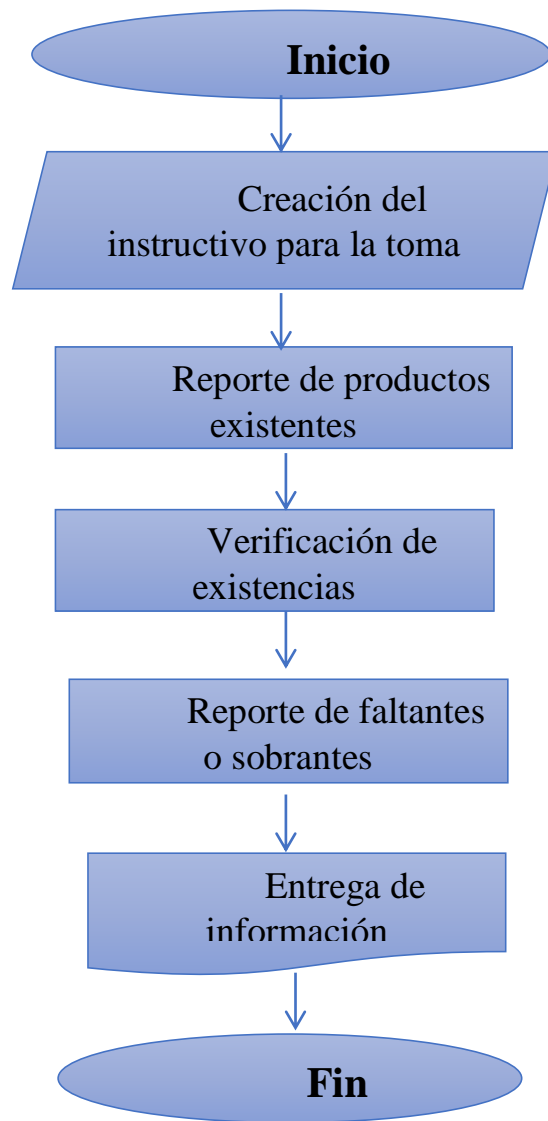 Inicio
Creación del
instructivo para la toma
Reporte de productos
existentes
Verificación de
existencias
Reporte de faltantes
o sobrantes
Entrega de
información
Fin